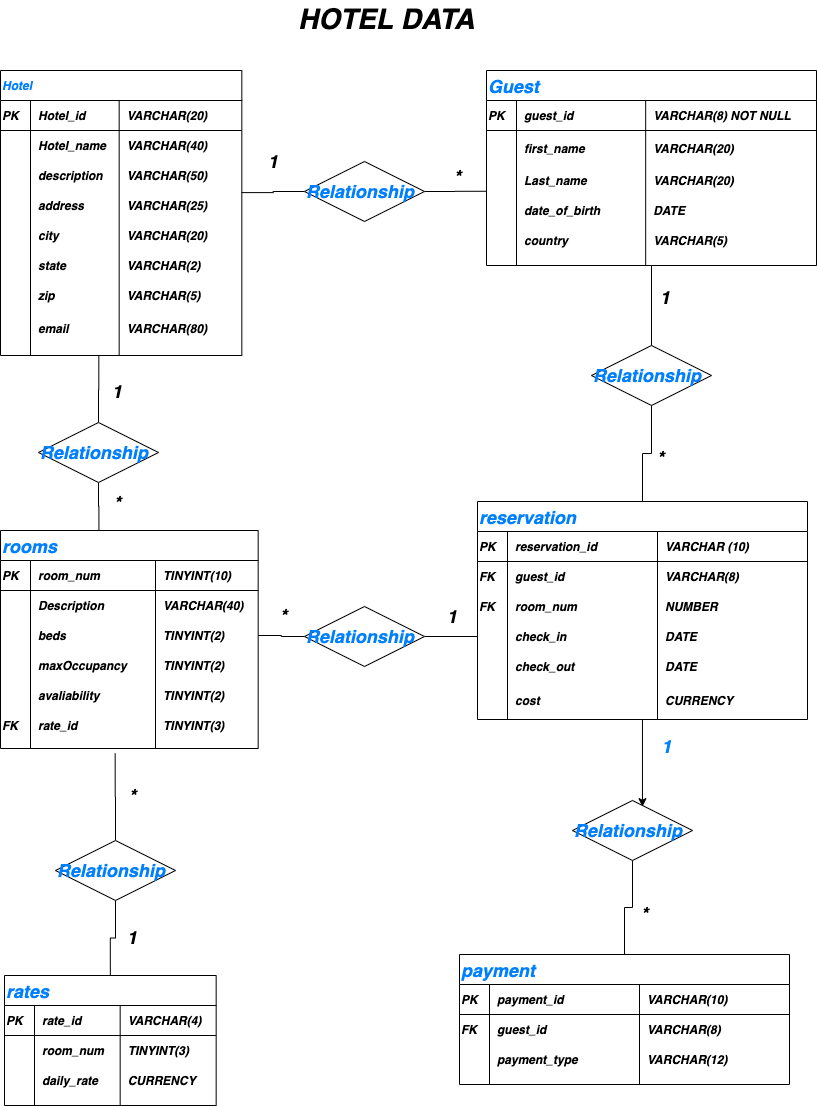 HOTEL DATA
Hotel
PK Hotel_id VARCHAR(20)
Hotel_name VARCHAR(40)
description VARCHAR(50)
address VARCHAR(25)
city VARCHAR(20)
state VARCHAR(2)
zip VARCHAR(5)
email VARCHAR(80)
1
Relationship
*
Guest
PK guest_id VARCHAR(8) NOT NULL
first_name VARCHAR(20)
Last_name VARCHAR(20)
date_of_birth DATE
country VARCHAR(5)
1
Relationship
*
1
Relationship
*
rooms
PK room_num TINYINT(10)
Description VARCHAR(40)
beds TINYINT(2)
maxOccupancy TINYINT(2)
avaliability TINYINT(2)
FK rate_id TINYINT(3)
*
Relationship
1
reservation
PK reservation_id VARCHAR (10)
FK guest_id VARCHAR(8)
FK room_num NUMBER
check_in DATE
check_out DATE
cost CURRENCY
*
Relationship
1
1
Relationship
*
rates
PK rate_id VARCHAR(4)
room_num TINYINT(3)
daily_rate CURRENCY
payment
PK payment_id VARCHAR(10)
FK guest_id VARCHAR(8)
payment_type VARCHAR(12)